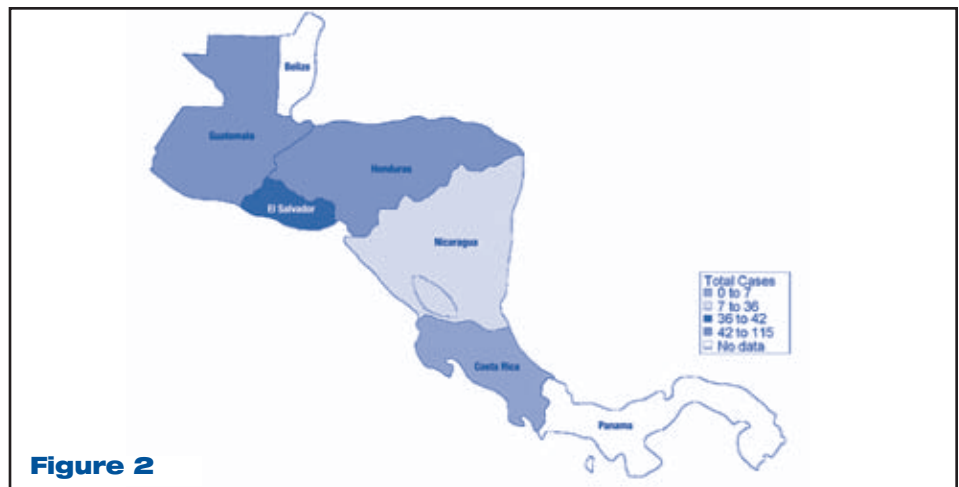 Belize
Guatemala
Honduras
El Salvador
Nicaragua
Total Cases
0 to 7
7 to 36
36 to 42
42 to 115
No data
Costa Rica
Panama
Figure 2